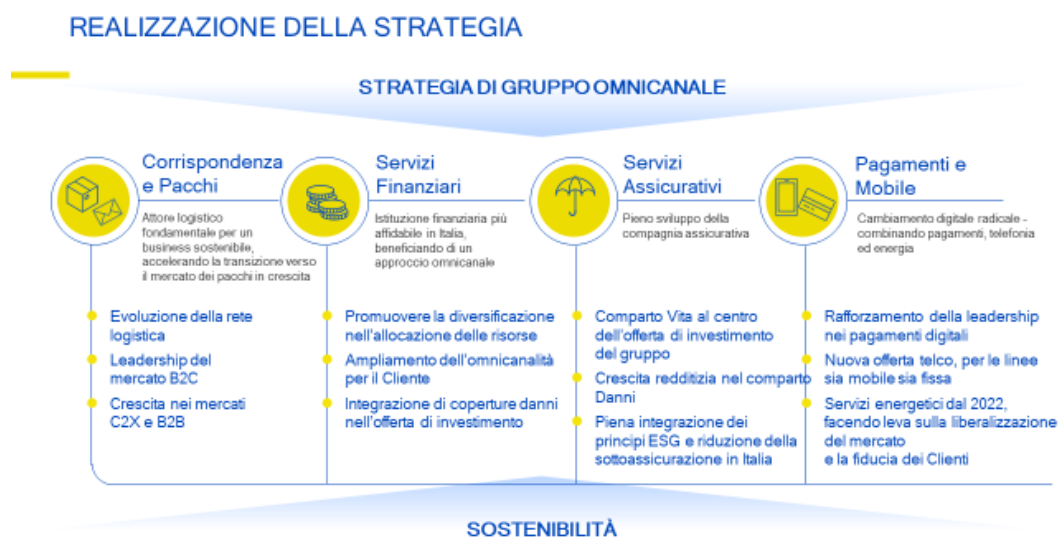 REALIZZAZIONE DELLA STRATEGIA
STRATEGIA DI GRUPPO OMNICANALE
Corrispondenza
e Pacchi
Attore logistico
fondamentale per un
business sostenibile,
accelerando la transizione verso
il mercato dei pacchi in crescita
Evoluzione della rete
logistica
Leadership del
mercato B2C
Crescita nei mercati
C2X e B2B
Servizi
Finanziari
Istituzione finanziaria più
affidabile in Italia,
beneficiando di un
approccio omnicanale
Promuovere la diversificazione
nell'allocazione delle risorse
Ampliamento dell'omnicanalità
per il Cliente
Integrazione di coperture danni
nell'offerta di investimento
Servizi
Assicurativi
Pieno sviluppo della
compagnia assicurativa
Comparto Vita al centro
dell'offerta di investimento
del gruppo
Crescita redditizia nel comparto
Danni
Piena integrazione dei
principi ESG e riduzione della
sottoassicurazione in Italia
Pagamenti e
Mobile
Cambiamento digitale radicale -
combinando pagamenti, telefonia
ed energia
Rafforzamento della leadership
nei pagamenti digitali
Nuova offerta telco, per le linee
sia mobile sia fissa
Servizi energetici dal 2022,
facendo leva sulla liberalizzazione
del mercato
e la fiducia dei Clienti
SOSTENIBILITÀ